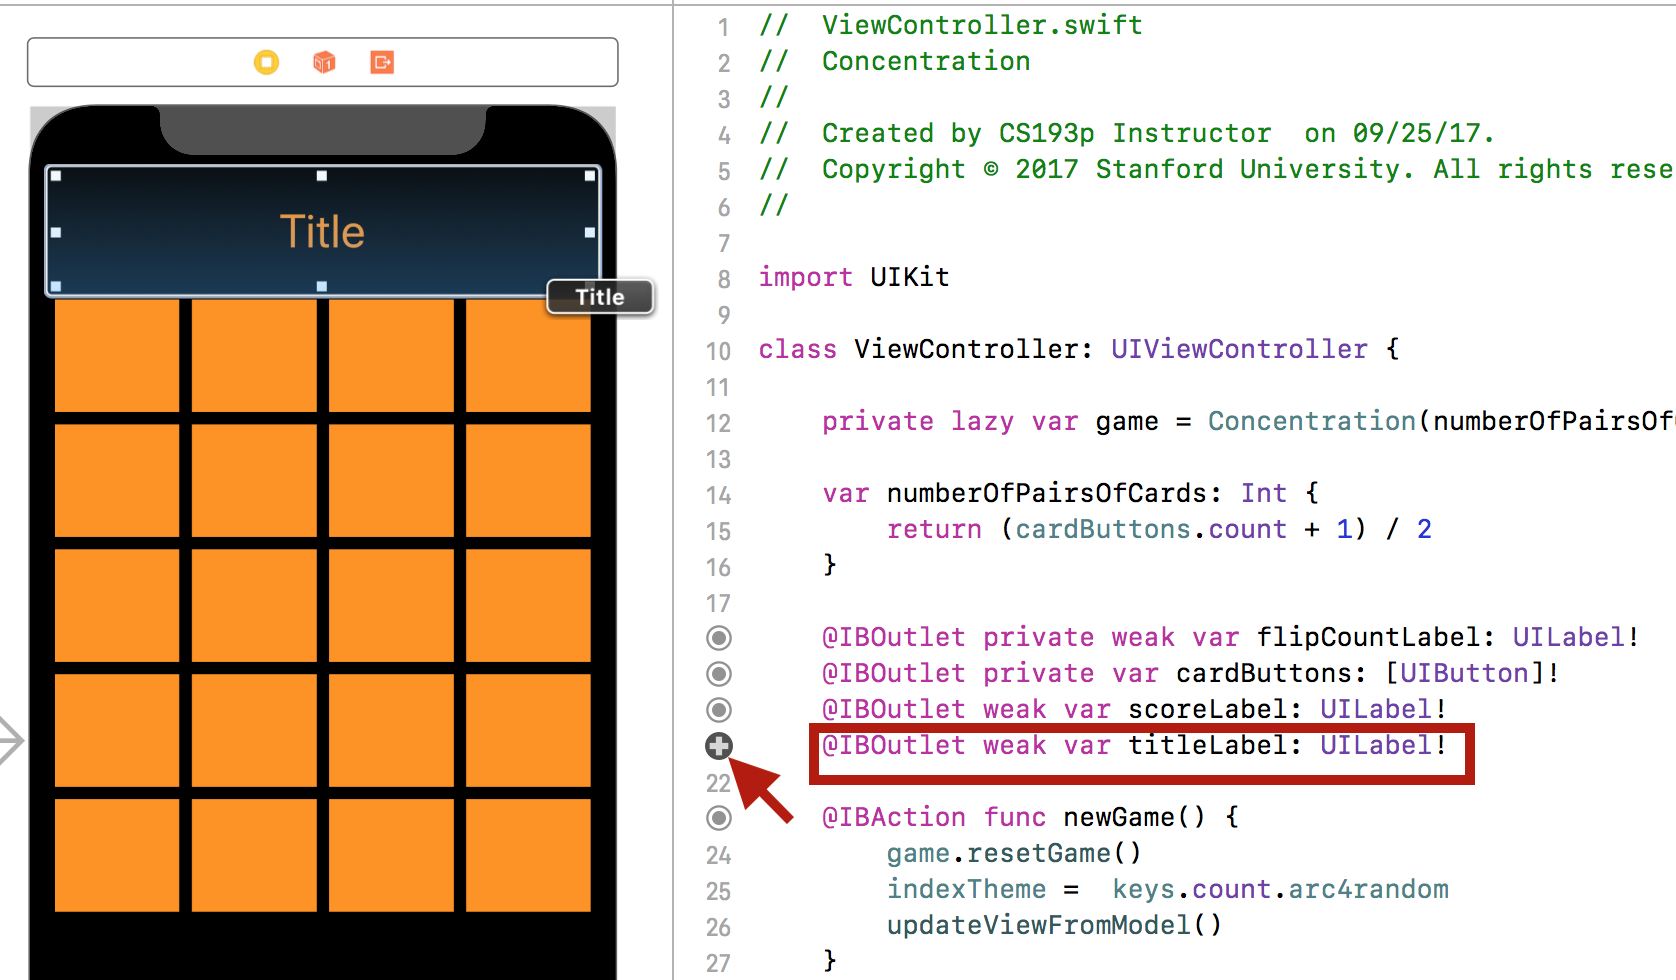 Title
Title
1 //  ViewController.swift
2 //  Concentration
3 //
4 //  Created by CS193p Instructor  on 09/25/17.
5 //  Copyright © 2017 Stanford University. All rights rese
6 //
7
8 import UIKit
9
10 class ViewController: UIViewController {
11
12     private lazy var game = Concentration(numberOfPairsOf
13
14     var numberOfPairsOfCards: Int {
15         return (cardButtons.count + 1) / 2
16     }
17
    @IBOutlet private weak var flipCountLabel: UILabel!
    @IBOutlet private var cardButtons: [UIButton]!
    @IBOutlet weak var scoreLabel: UILabel!
    @IBOutlet weak var titleLabel: UILabel!
22
    @IBAction func newGame() {
24         game.resetGame()
25         indexTheme =  keys.count.arc4random
26         updateViewFromModel()
27     }